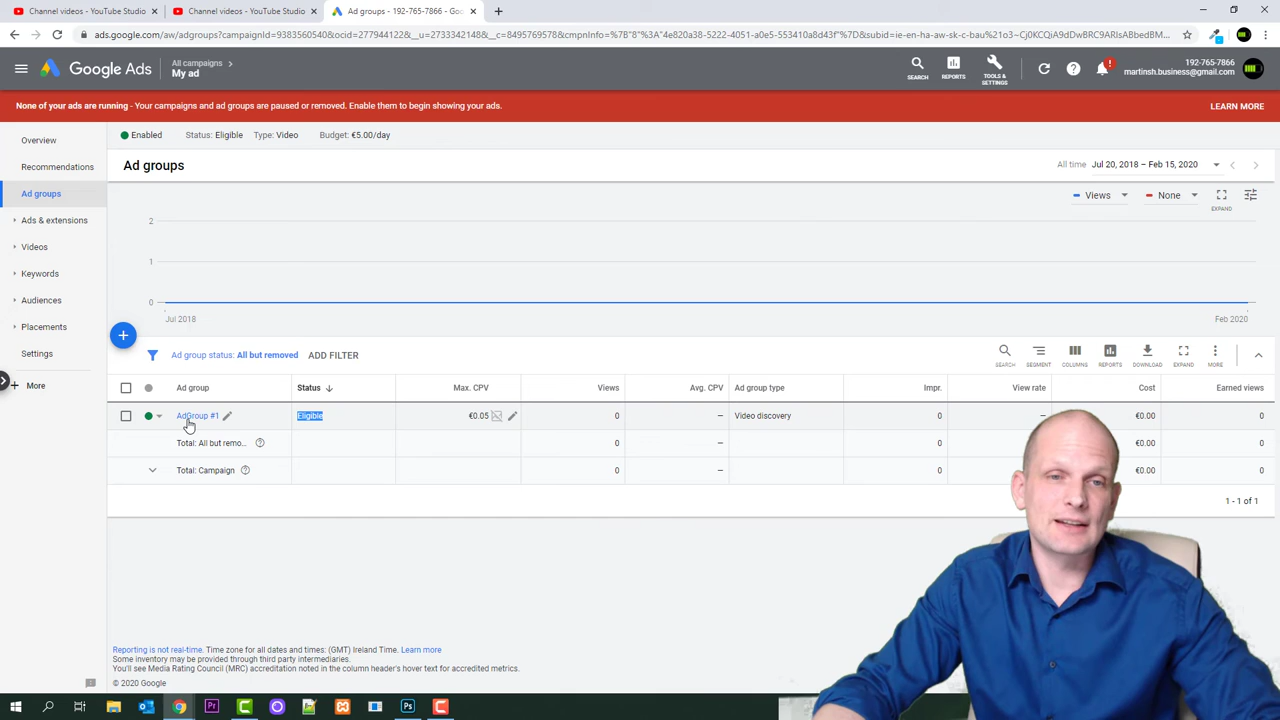 Channel videos - YouTube Studio
Channel videos - YouTube Studio
Ad groups - 192-765-7866 - Goo
All campaigns
My ad
Google Ads
SEARCH
REPORTS
TOOLS & SETTINGS
192-765-7866
martinsh.business@gmail.com
None of your ads are running - Your campaigns and ad groups are paused or removed. Enable them to begin showing your ads.
LEARN MORE
Overview
Recommendations
Ad groups
Ads & extensions
Videos
Keywords
Audiences
Placements
Settings
More
Enabled Status: Eligible Type: Video Budget: €5.00/day
Ad groups
All time Jul 20, 2018 – Feb 15, 2020
Views
None
EXPAND
2
1
0
Jul 2018
Feb 2020
Ad group status: All but removed ADD FILTER
SEARCH SEGMENT COLUMNS REPORTS DOWNLOAD EXPAND MORE
Ad group Status Max. CPV Views Avg. CPV Ad group type Impr. View rate Cost Earned views
AdGroup #1 Eligible €0.05 0 – Video discovery 0 – €0.00 0
Total: All but remo... 0 – 0 €0.00 0
Total: Campaign 0 – 0 €0.00 0
1 - 1 of 1
Reporting is not real-time. Time zone for all dates and times: (GMT) Ireland Time. Learn more
Some inventory may be provided through third party intermediaries.
You'll see Media Rating Council (MRC) accreditation noted in the column header's hover text for accredited metrics.
© 2020 Google